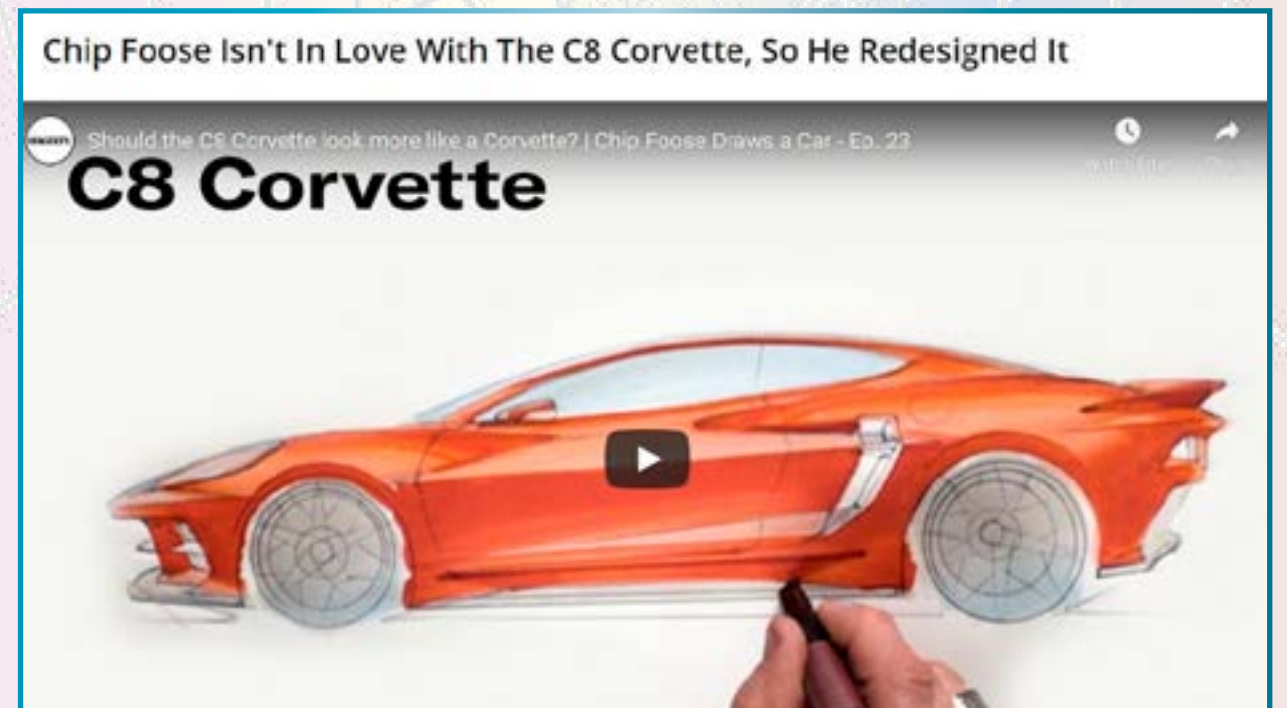 Chip Foose Isn't In Love With The C8 Corvette, So He Redesigned It
Should the C8 Corvette look more like a Corvette? | Chip Foose Draws a Car - Ep. 23
C8 Corvette